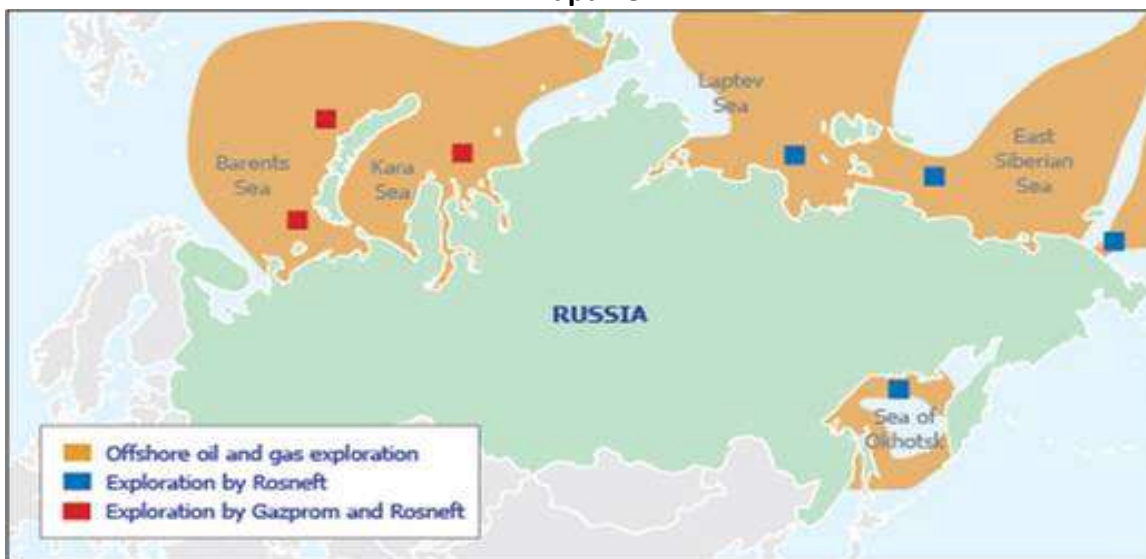 Laptev
Sea
East
Siberian
Sea
Barents
Sea
Kara
Sea
RUSSIA
Sea of
Okhotsk
Offshore oil and gas exploration
Exploration by Rosneft
Exploration by Gazprom and Rosneft